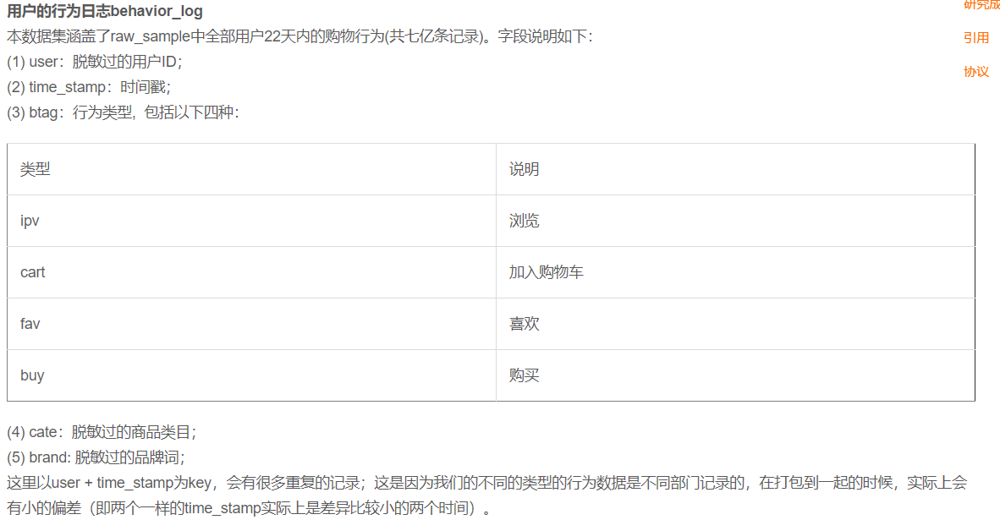 用户的行为日志behavior_log
本数据集涵盖了raw_sample中全部用户22天内的购物行为(共七亿条记录)。字段说明如下：
(1) user：脱敏过的用户ID；
(2) time_stamp：时间戳；
(3) btag：行为类型, 包括以下四种：
类型 说明
ipv 浏览
cart 加入购物车
fav 喜欢
buy 购买
(4) cate：脱敏过的商品类目；
(5) brand: 脱敏过的品牌词；
这里以user + time_stamp为key，会有很多重复的记录；这是因为我们的不同的类型的行为数据是不同部门记录的，在打包到一起的时候，实际上会
有小的偏差（即两个一样的time_stamp实际上是差异比较小的两个时间）。
研究成
引用
协议